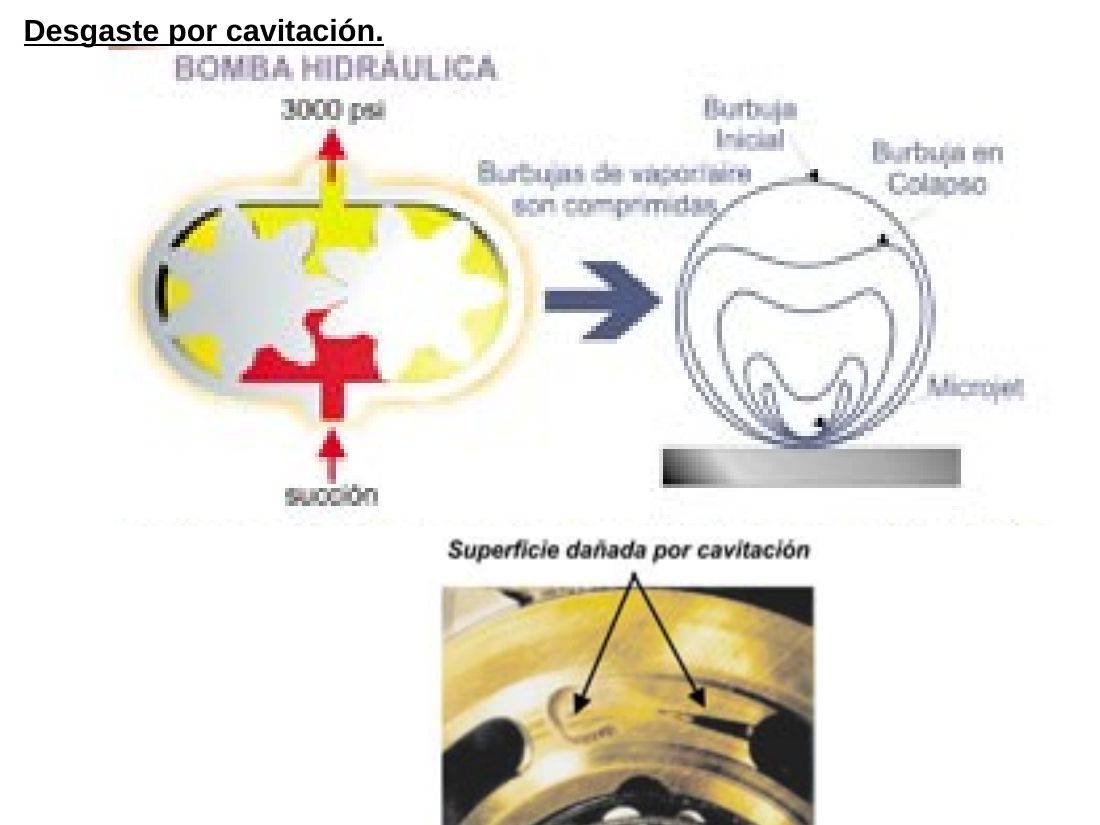 Desgaste por cavitación.
BOMBA HIDRÁULICA
3000 psi
Burbuja
Inicial
Burbuja en
Colapso
Burbujas de vapor/aire
son comprimidas
Microjet
succión
Superficie dañada por cavitación